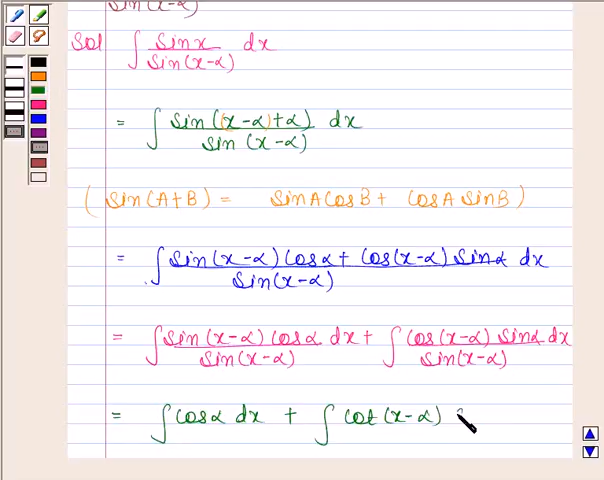 sin(x-α)
Sol ∫ sinx / sin(x-α) dx
= ∫ sin (x-α)+α) / sin (x-α) dx
( sin(A+B) = sinA cosB + cosA sinB )
= ∫ sin(x-α) cosα + cos(x-α) sinα / sin(x-α) dx
= ∫ sin(x-α) cosα / sin(x-α) dx + ∫ cos(x-α) sinα / sin(x-α) dx
= ∫ cosα dx + ∫ cot (x-α)